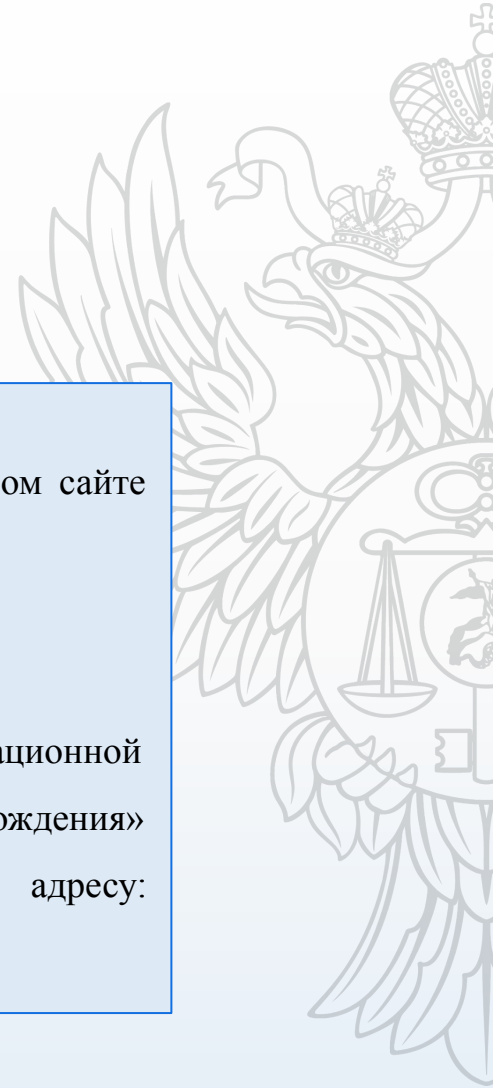 ом сайте
ационной
ождения»
адресу: